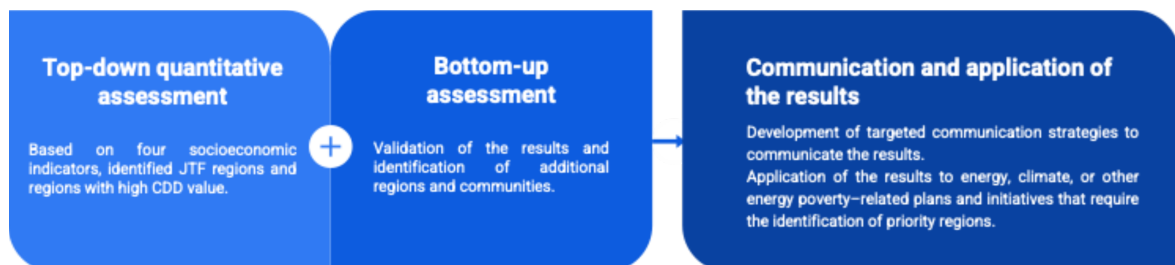 Top-down quantitative
assessment
Based on four socioeconomic
indicators, identified JTF regions and
regions with high CDD value.
+
Bottom-up
assessment
Validation of the results and
identification of additional
regions and communities.
Communication and application of
the results
Development of targeted communication strategies to
communicate the results.
Application of the results to energy, climate, or other
energy poverty–related plans and initiatives that require
the identification of priority regions.